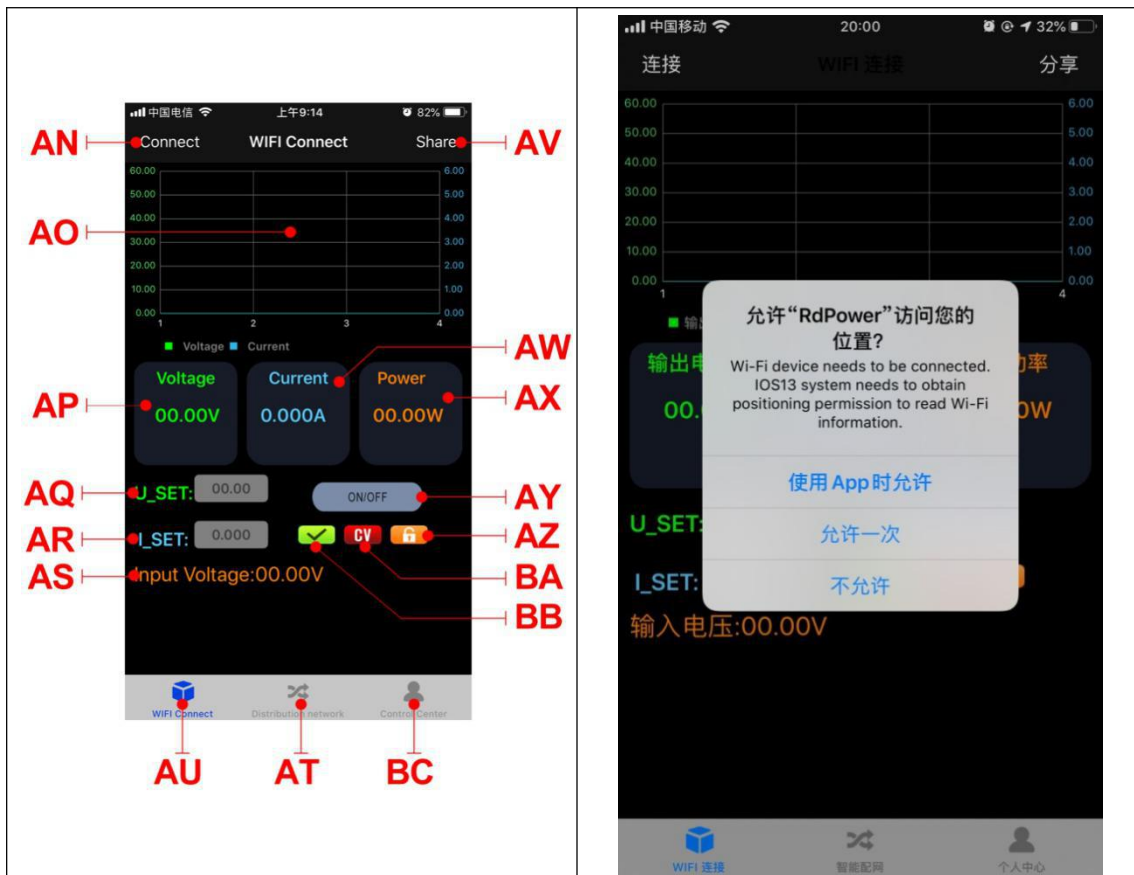 中国电信 上午9:14 82%
AN Connect WIFI Connect Share AV
60.00 6.00
50.00 5.00
AO 40.00 4.00
30.00 3.00
20.00 2.00
10.00 1.00
0.00 0.00
1 2 3 4
Voltage Current
AW
Voltage Current Power
AP 00.00V 0.000A 00.00W AX
AQ U_SET: 00.00 ON/OFF AY
AR I_SET: 0.000 CV AZ
AS Input Voltage:00.00V BA
BB
WIFI Connect Distribution network Control Center
AU AT BC
中国移动 20:00 32%
连接 WIFI 连接 分享
60.00 6.00
50.00 5.00
40.00 4.00
30.00 3.00
20.00 2.00
10.00 1.00
0.00 0.00
1 4
允许“RdPower”访问您的
位置?
Wi-Fi device needs to be connected.
IOS13 system needs to obtain
positioning permission to read Wi-Fi
information.
使用App时允许
允许一次
不允许
U_SET:
I_SET:
输入电压:00.00V
WIFI 连接 智能配网 个人中心